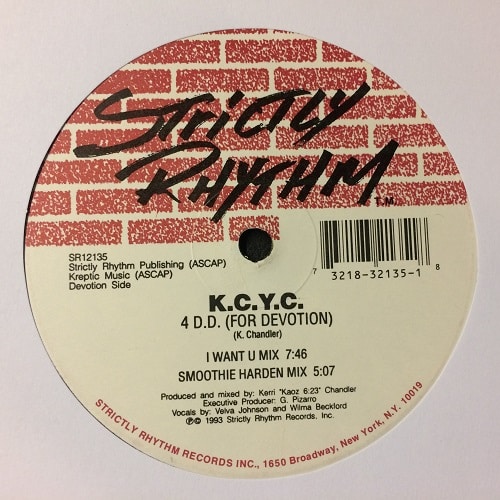 STRICTLY
RHYTHM
T.M.
SR12135
Strictly Rhythm Publishing (ASCAP)
Kreptic Music (ASCAP)
Devotion Side
7 3218-32135-1 8
K.C.Y.C.
4 D.D. (FOR DEVOTION)
(K. Chandler)
I WANT U MIX 7:46
SMOOTHIE HARDEN MIX 5:07
Produced and mixed by: Kerri "Kaoz 6:23" Chandler
Executive Producer: G. Pizarro
Vocals by: Velva Johnson and Wilma Beckford
℗© 1993 Strictly Rhythm Records, Inc.
STRICTLY RHYTHM RECORDS INC., 1650 Broadway, New York, N.Y. 10019